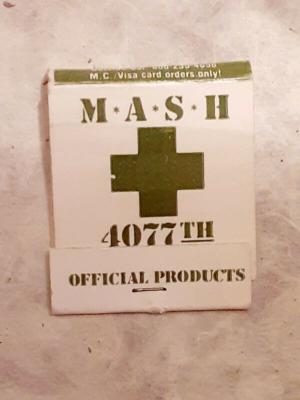 M.C./Visa card orders only!
M*A*S*H
4077TH
OFFICIAL PRODUCTS